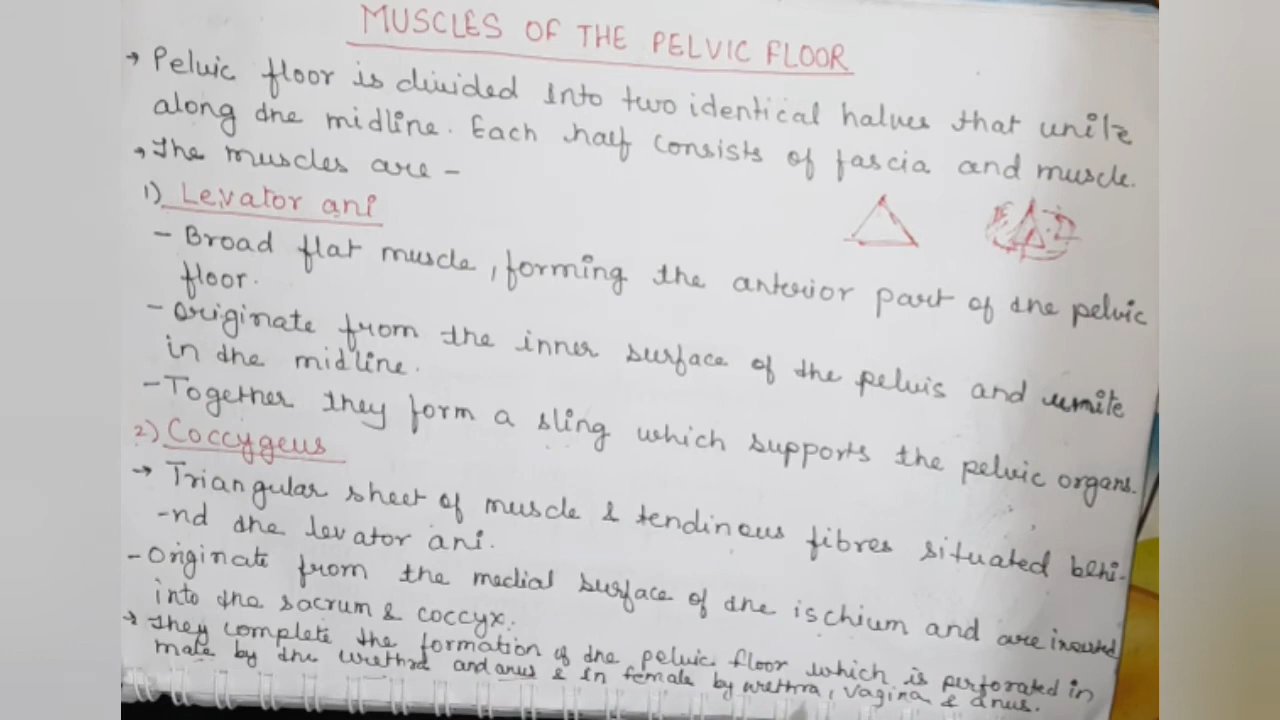 MUSCLES OF THE PELVIC FLOOR
→ Pelvic floor is divided into two identical halves that unite
along the midline. Each half consists of fascia and muscle.
→ The muscles are –
1) Levator ani
– Broad flat muscle, forming the anterior part of the pelvic
floor.
– Originate from the inner surface of the pelvis and unite
in the midline.
– Together they form a sling which supports the pelvic organs.
2) Coccygeus
→ Triangular sheet of muscle & tendinous fibres situated behi-
-nd the levator ani.
– Originate from the medial surface of the ischium and are inserted
into the sacrum & coccyx.
→ They complete the formation of the pelvic floor which is perforated in
male by the urethra and anus & in female by urethra, vagina & anus.